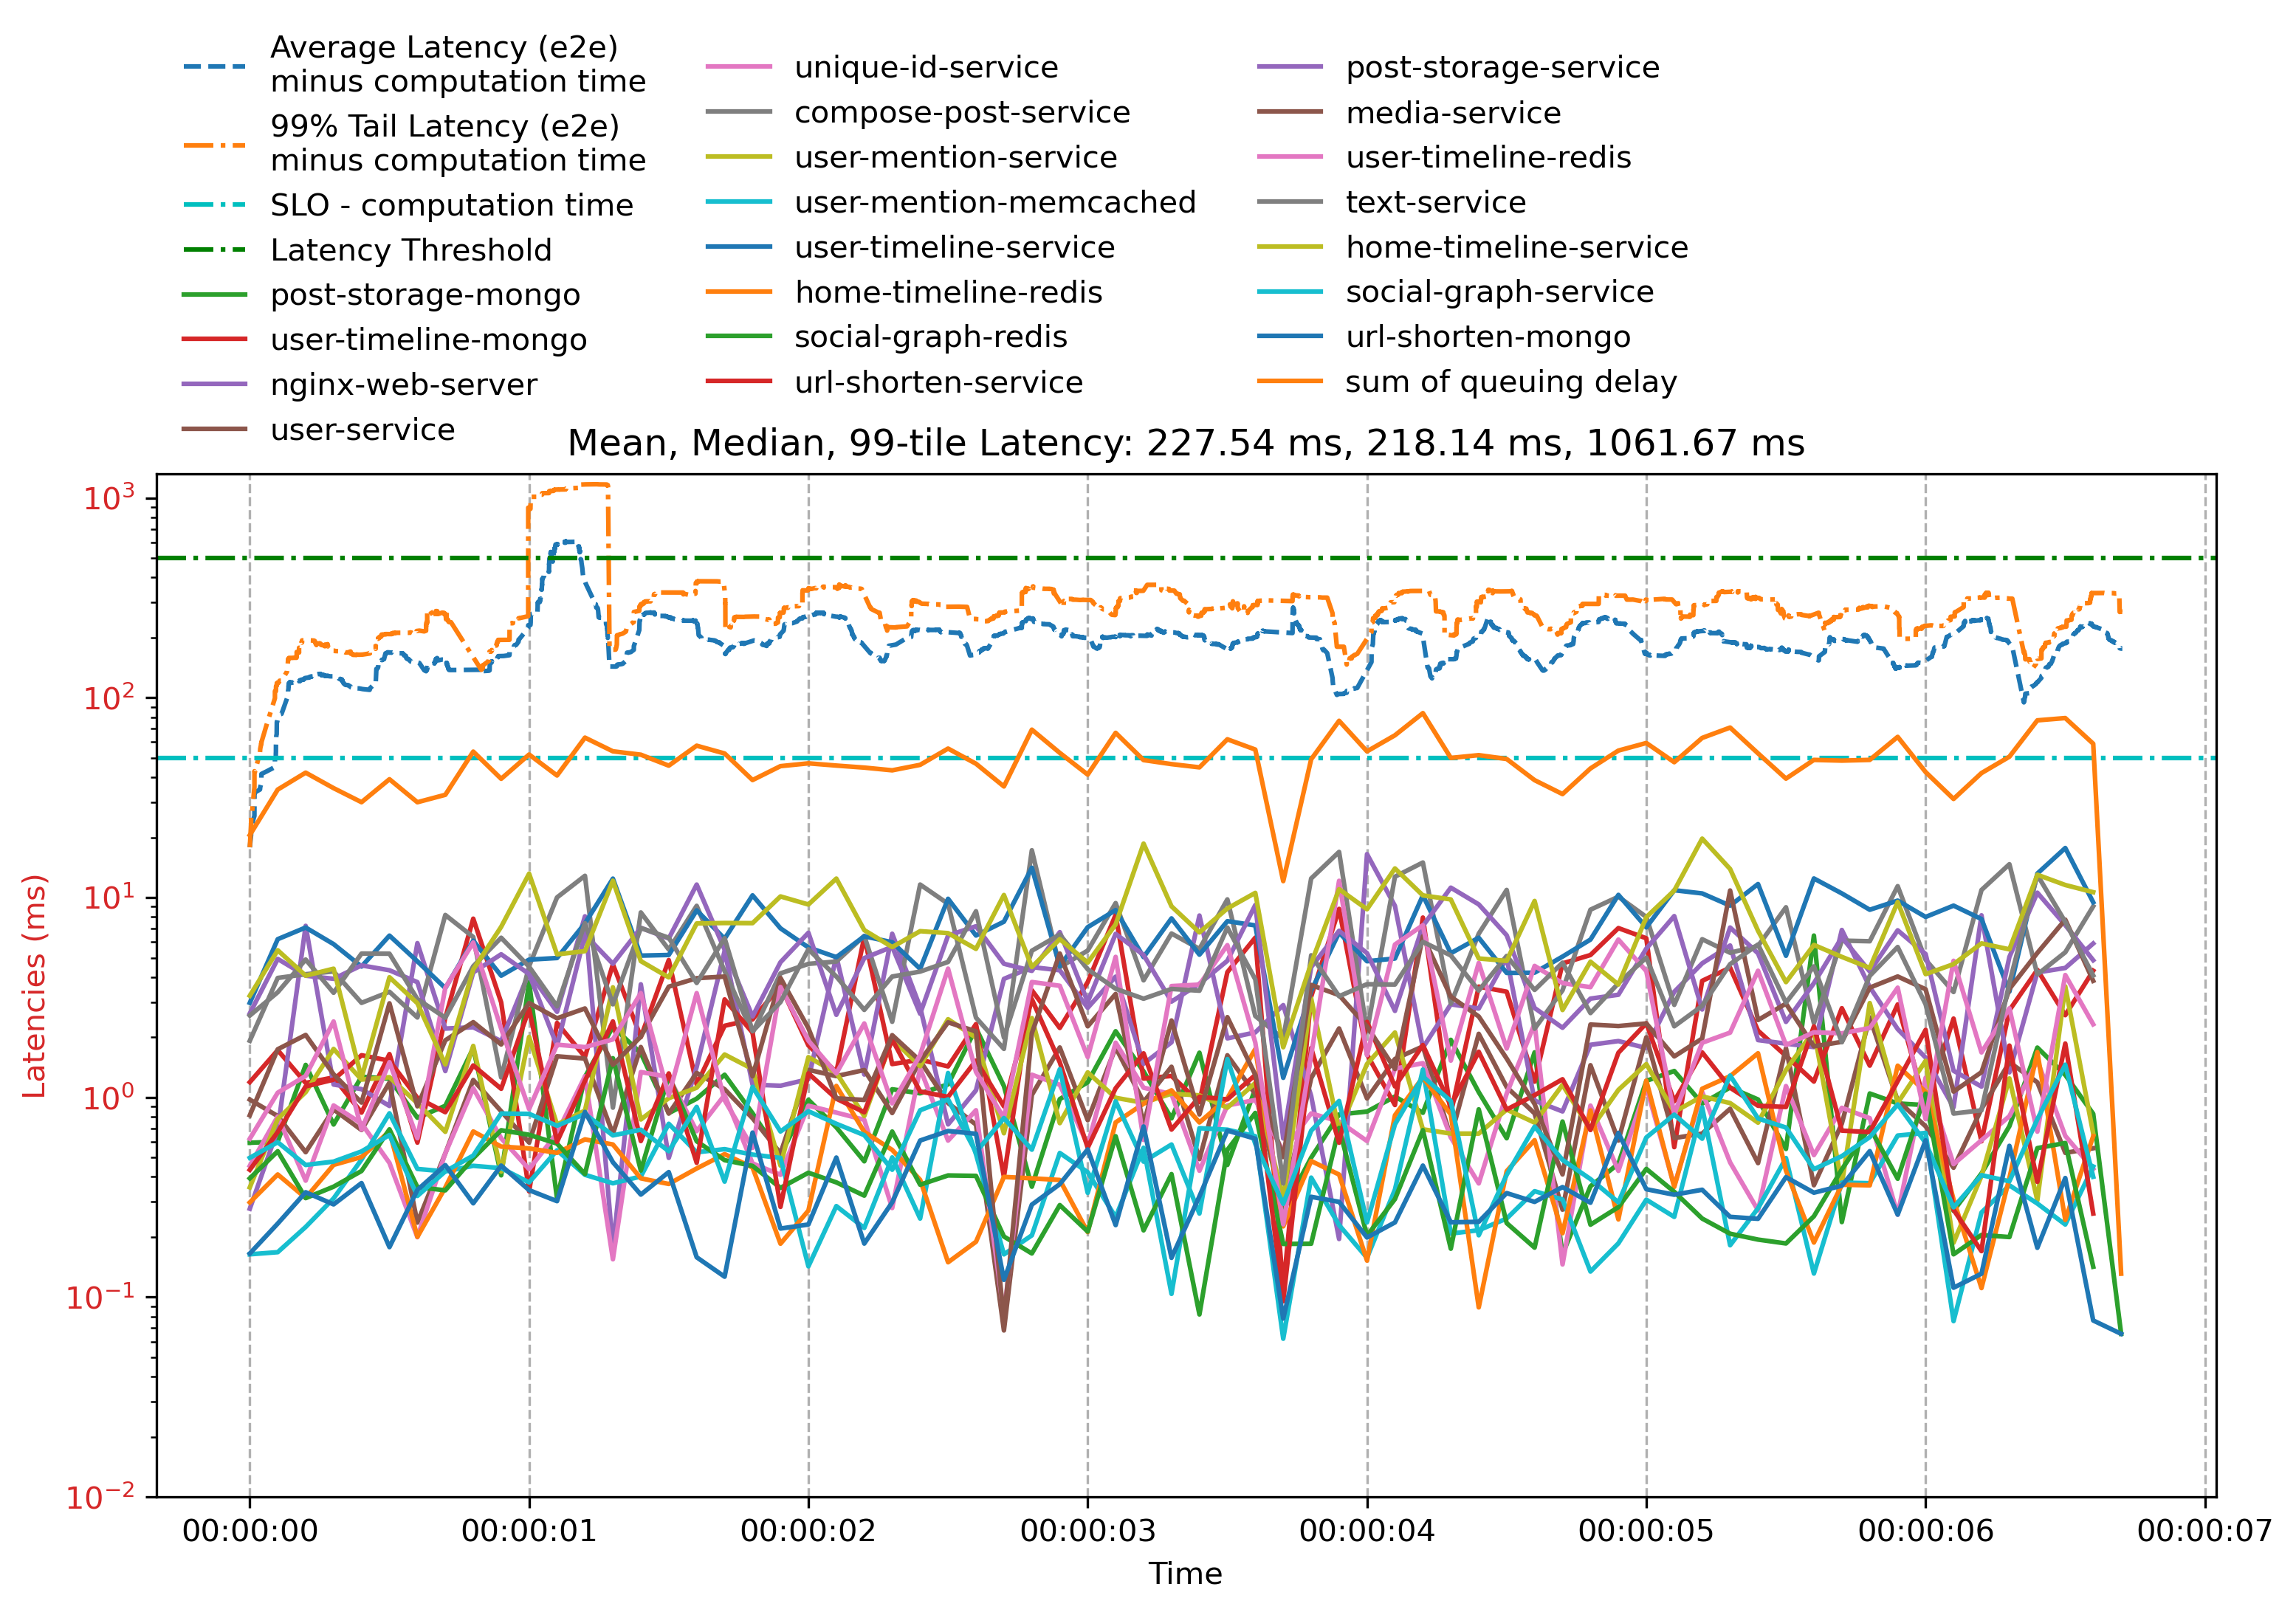 Average Latency (e2e)
minus computation time
99% Tail Latency (e2e)
minus computation time
SLO - computation time
Latency Threshold
post-storage-mongo
user-timeline-mongo
nginx-web-server
user-service
unique-id-service
compose-post-service
user-mention-service
user-mention-memcached
user-timeline-service
home-timeline-redis
social-graph-redis
url-shorten-service
post-storage-service
media-service
user-timeline-redis
text-service
home-timeline-service
social-graph-service
url-shorten-mongo
sum of queuing delay
Mean, Median, 99-tile Latency: 227.54 ms, 218.14 ms, 1061.67 ms
Latencies (ms)
10³
10²
10¹
10⁰
10⁻¹
10⁻²
00:00:00 00:00:01 00:00:02 00:00:03 00:00:04 00:00:05 00:00:06 00:00:07
Time